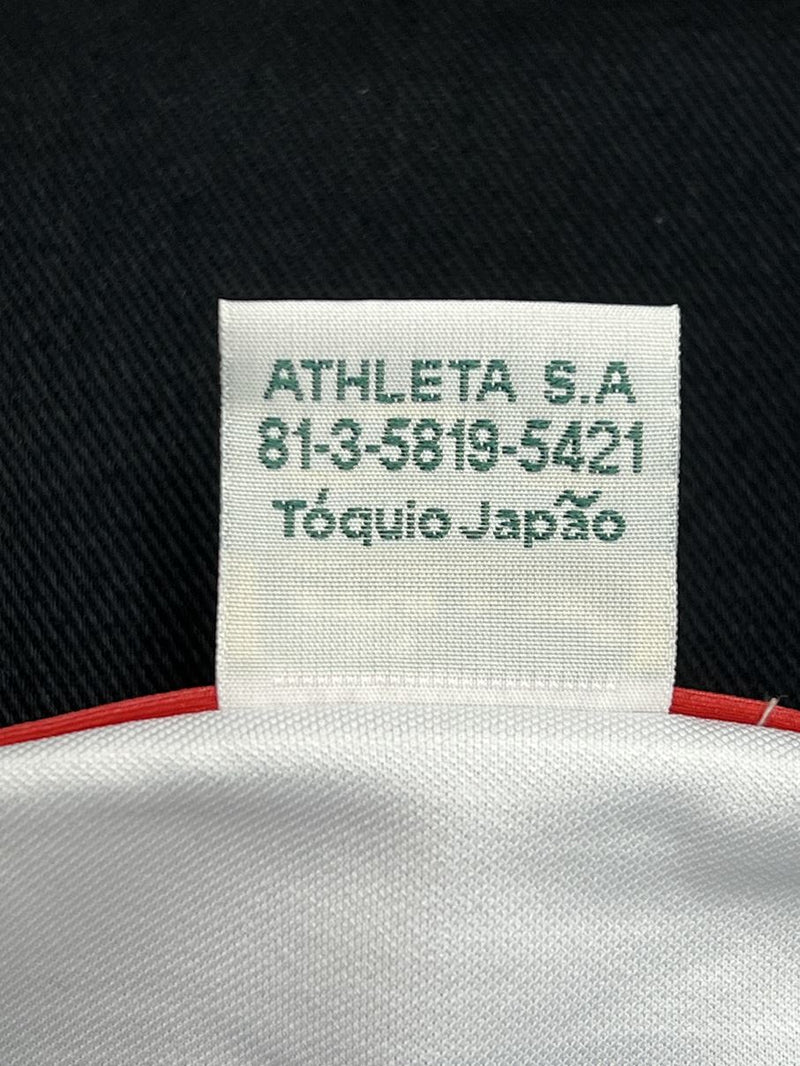 ATHLETA S.A
81-3-5819-5421
Tóquio Japão